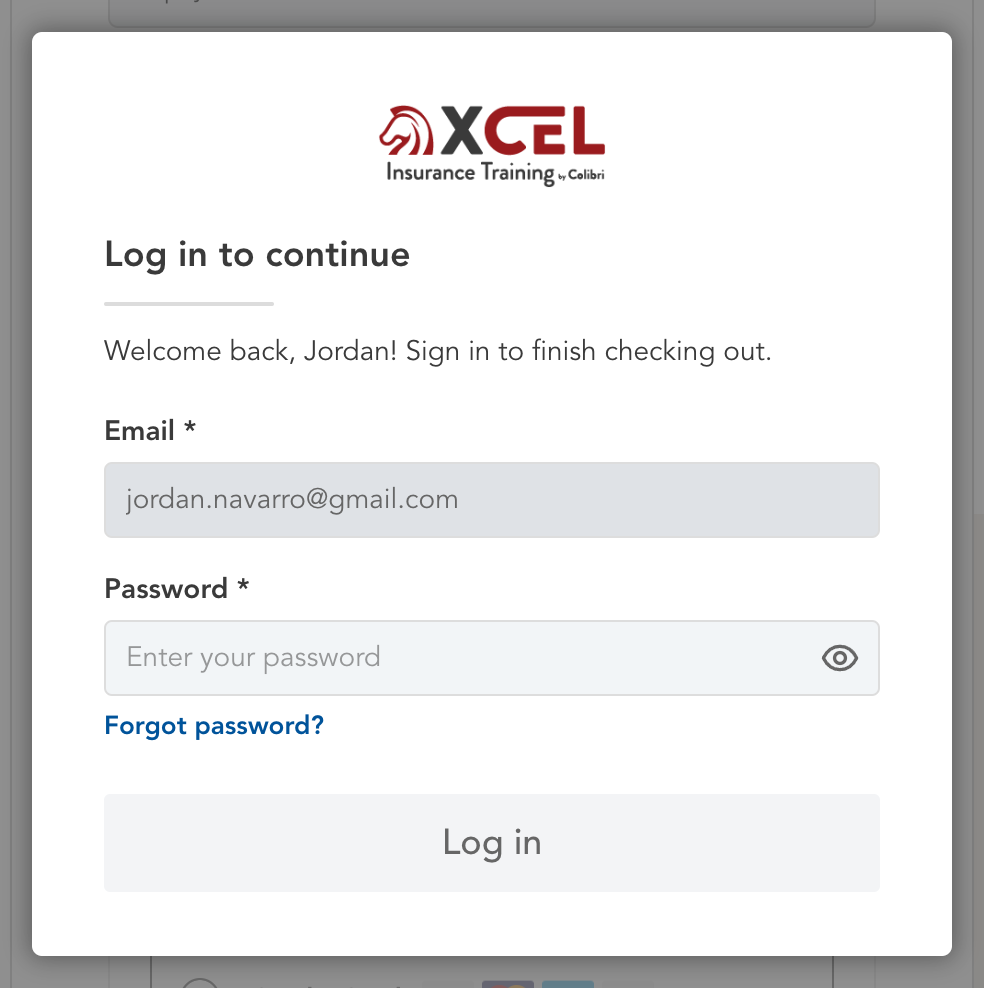 XCEL
Insurance Training by Colibri
Log in to continue
Welcome back, Jordan! Sign in to finish checking out.
Email *
jordan.navarro@gmail.com
Password *
Enter your password
Forgot password?
Log in